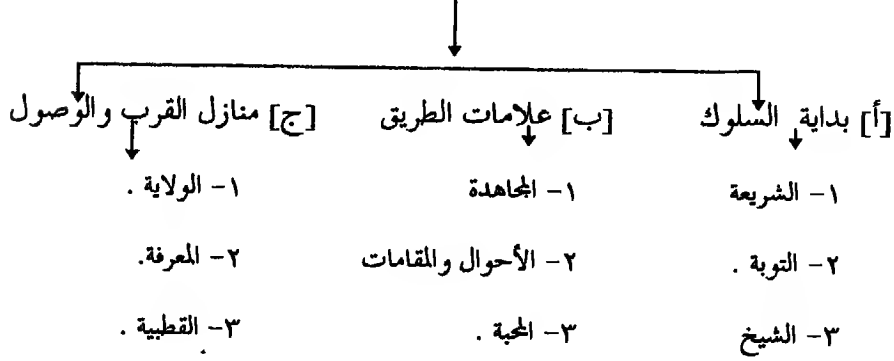 [أ] بداية السلوك [ب] علامات الطريق [ج] منازل القرب والوصول
١- الشريعة ١- المجاهدة ١- الولاية .
٢- التوبة . ٢- الأحوال والمقامات ٢- المعرفة.
٣- الشيخ ٣- المحبة . ٣- القطبية .